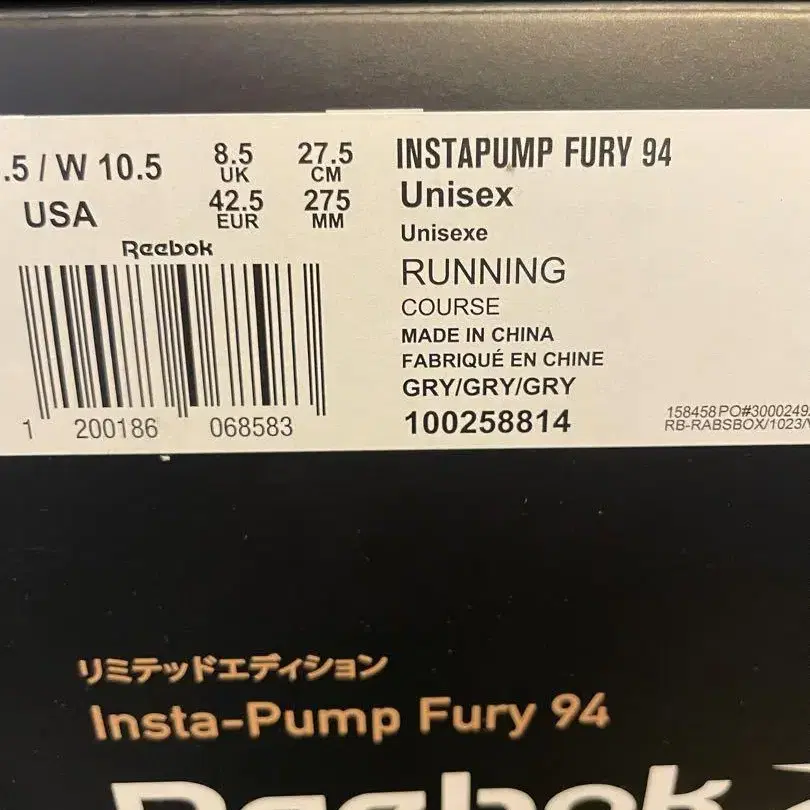 .5 / W 10.5
USA
8.5
UK
42.5
EUR
27.5
CM
275
MM
Reebok
1 200186 068583
INSTAPUMP FURY 94
Unisex
Unisexe
RUNNING
COURSE
MADE IN CHINA
FABRIQUÉ EN CHINE
GRY/GRY/GRY
100258814
158458 PO#3000249
RB-RABSBOX/1023/
リミテッドエディション
Insta-Pump Fury 94
Reebok